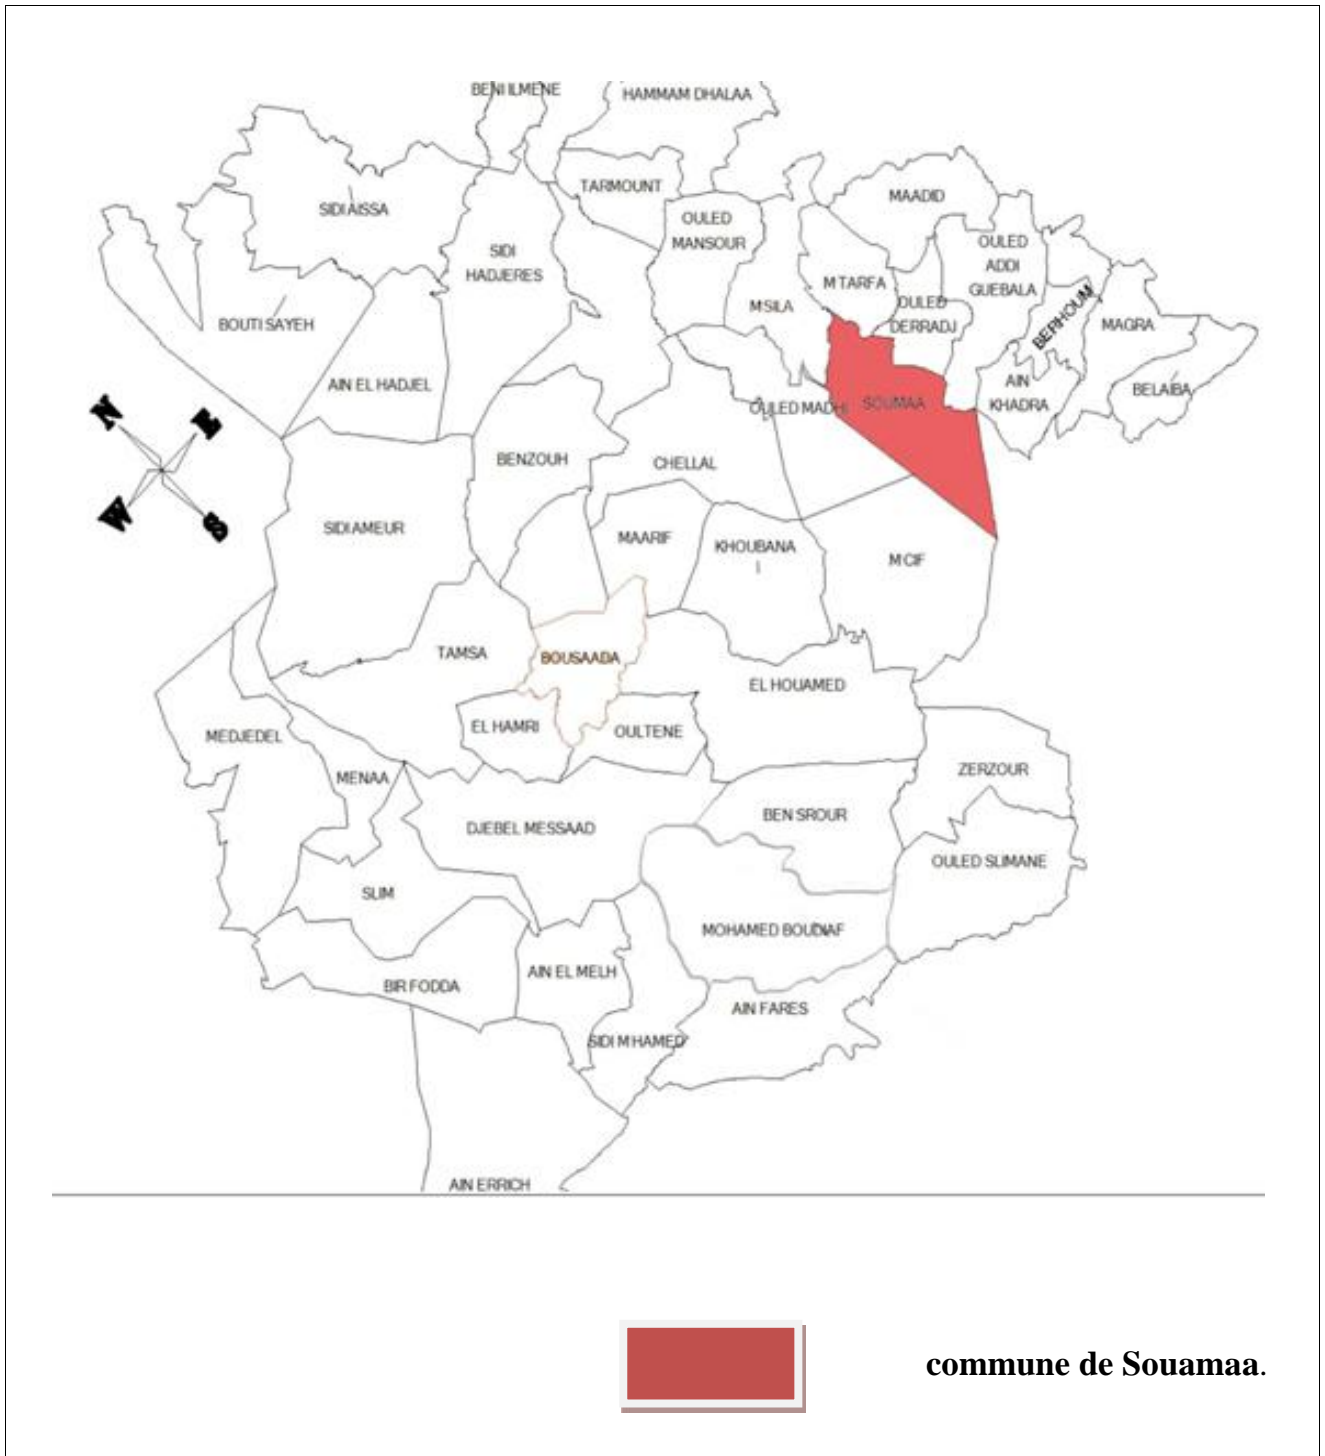 BENI ILMENE
HAMMAM DHALAA
TARMOUNT
MAADID
SIDI AISSA
OULED
MANSOUR
SIDI
HADJERES
OULED
ADDI
GUEBALA
M TARFA
BERHOUM
MSILA
OULED
DERRADJ
BOUTI SAYEH
MAGRA
AIN EL HADJEL
AIN
KHADRA
BELAIBA
OULED MADHI
SOUMAA
N
E
W
S
BENZOUH
CHELLAL
SIDI AMEUR
MAARIF
KHOUBANA
I
M CIF
TAMSA
BOUSAADA
EL HOUAMED
MEDJEDEL
EL HAMRI
OULTENE
MENAA
ZERZOUR
DJEBEL MESSAAD
BEN SROUR
OULED SLIMANE
SLIM
MOHAMED BOUDIAF
BIR FODDA
AIN EL MELH
AIN FARES
SIDI M HAMED
AIN ERRICH
commune de Souamaa.